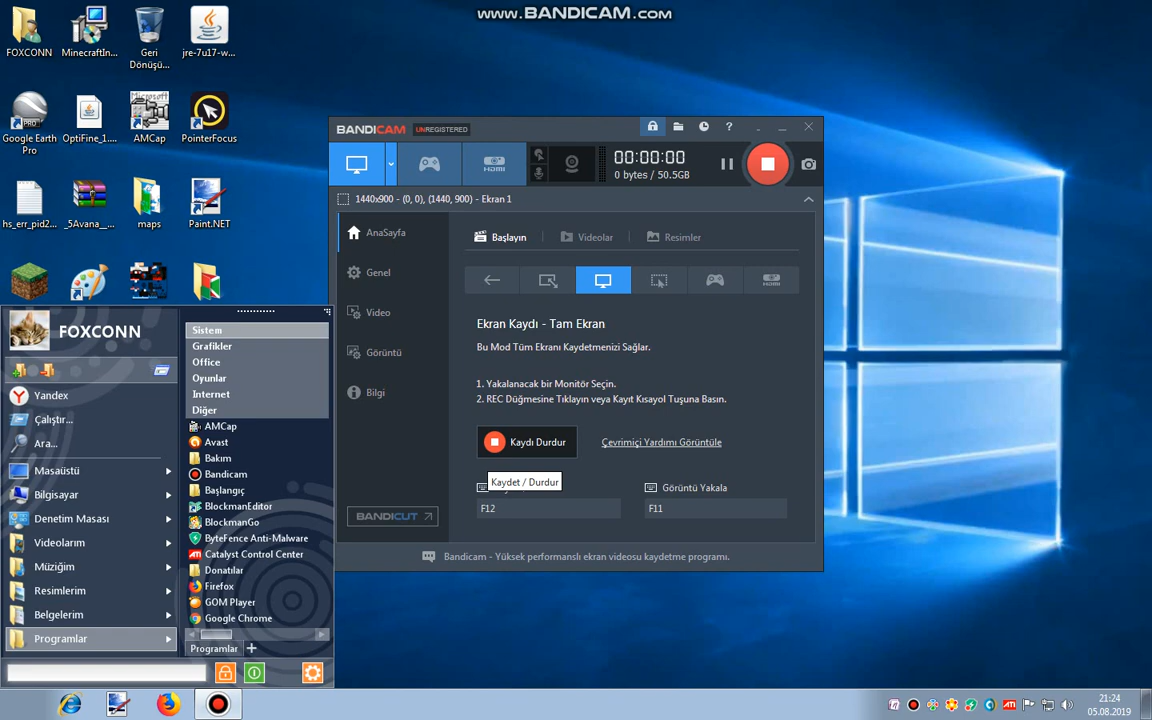 www.BANDICAM.com
FOXCONN
MinecraftIn...
Geri
Dönüşü...
jre-7u17-w...
Google Earth
Pro
OptiFine_1....
AMCap
PointerFocus
hs_err_pid2...
_5Avana__...
maps
Paint.NET
BANDICAM UNREGISTERED
00:00:00
0 bytes / 50.5GB
1440x900 - (0, 0), (1440, 900) - Ekran 1
AnaSayfa
Genel
Video
Görüntü
Bilgi
BANDICUT
Başlayın
Videolar
Resimler
HDMI
Ekran Kaydı - Tam Ekran
Bu Mod Tüm Ekranı Kaydetmenizi Sağlar.
1. Yakalanacak bir Monitör Seçin.
2. REC Düğmesine Tıklayın veya Kayıt Kısayol Tuşuna Basın.
Kaydı Durdur
Çevrimiçi Yardımı Görüntüle
Kaydet / Durdur
Görüntü Yakala
F12
F11
Bandicam - Yüksek performanslı ekran videosu kaydetme programı.
FOXCONN
Yandex
Çalıştır...
Ara...
Masaüstü
Bilgisayar
Denetim Masası
Videolarım
Müziğim
Resimlerim
Belgelerim
Programlar
Sistem
Grafikler
Office
Oyunlar
Internet
Diğer
AMCap
Avast
Bakım
Bandicam
Başlangıç
BlockmanEditor
BlockmanGo
ByteFence Anti-Malware
Catalyst Control Center
Donatılar
Firefox
GOM Player
Google Chrome
Programlar
21:24
05.08.2019